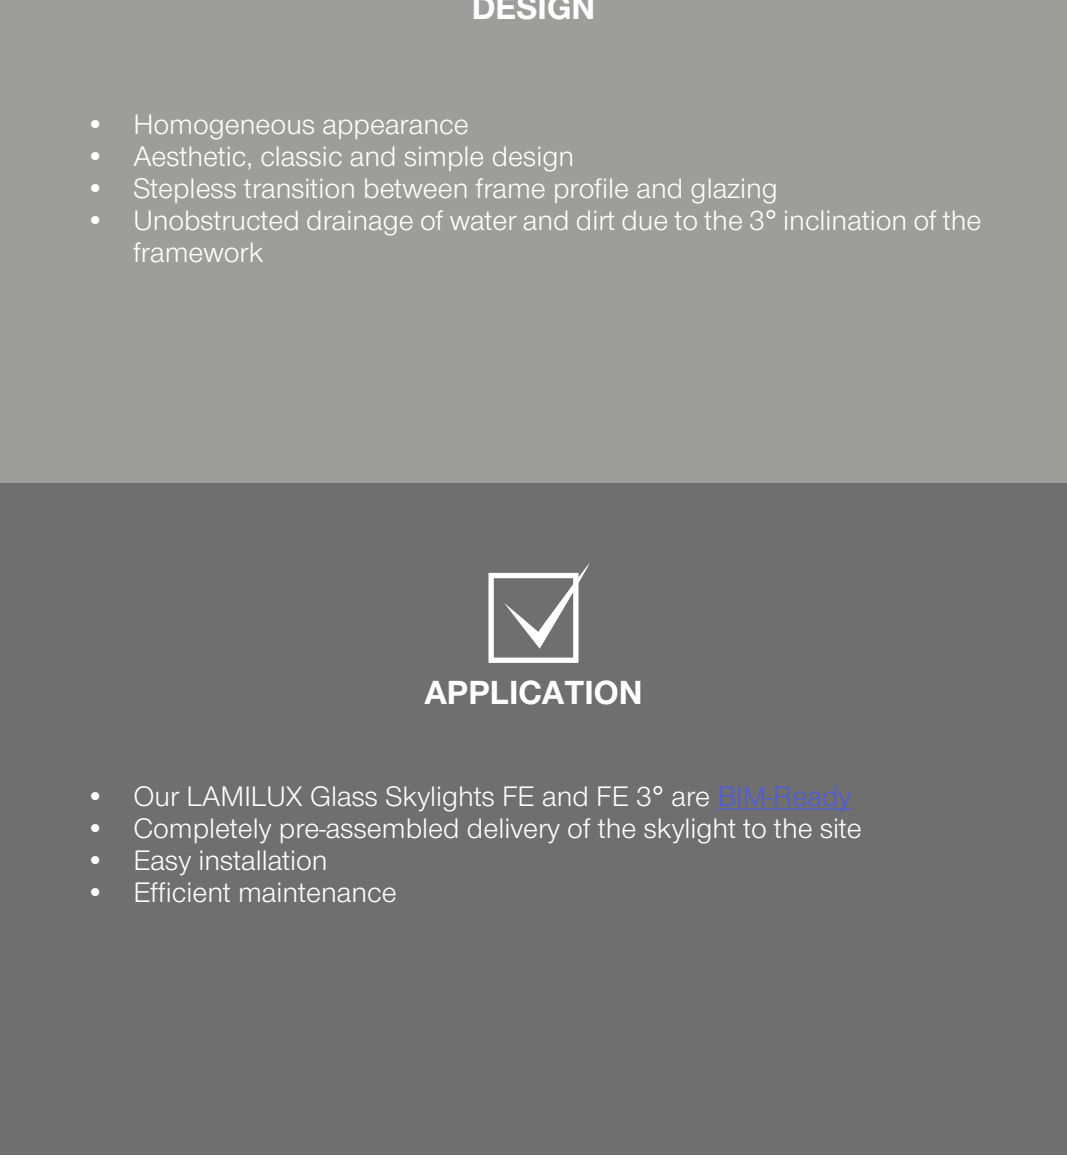 DESIGN
• Homogeneous appearance
• Aesthetic, classic and simple design
• Stepless transition between frame profile and glazing
• Unobstructed drainage of water and dirt due to the 3° inclination of the
framework
APPLICATION
• Our LAMILUX Glass Skylights FE and FE 3° are BIM-Ready
• Completely pre-assembled delivery of the skylight to the site
• Easy installation
• Efficient maintenance